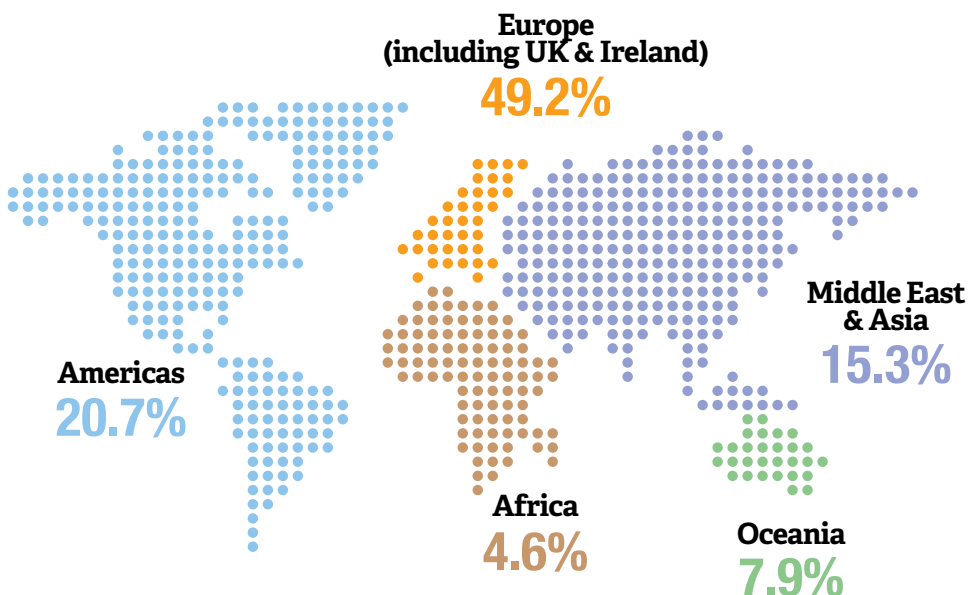 Europe
(including UK & Ireland)
49.2%
Middle East
& Asia
15.3%
Americas
20.7%
Africa
4.6%
Oceania
7.9%